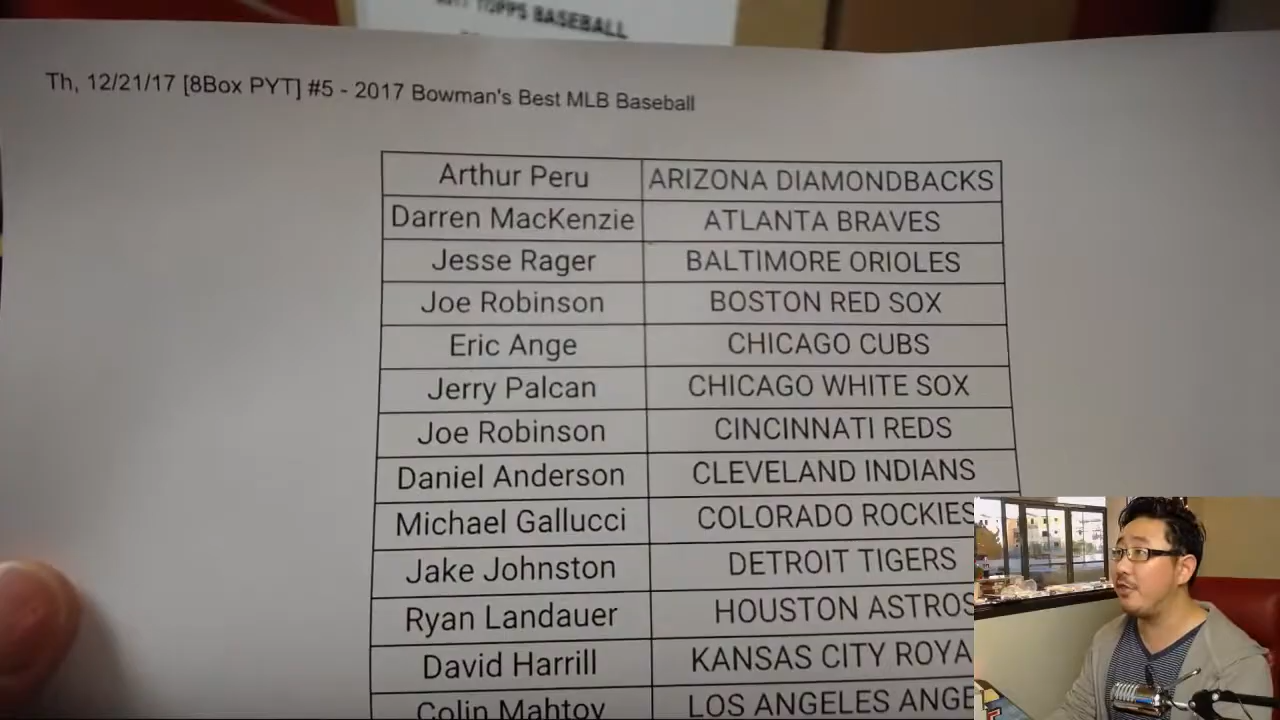 TOPPS BASEBALL
Th, 12/21/17 [8Box PYT] #5 - 2017 Bowman's Best MLB Baseball
Arthur Peru ARIZONA DIAMONDBACKS
Darren MacKenzie ATLANTA BRAVES
Jesse Rager BALTIMORE ORIOLES
Joe Robinson BOSTON RED SOX
Eric Ange CHICAGO CUBS
Jerry Palcan CHICAGO WHITE SOX
Joe Robinson CINCINNATI REDS
Daniel Anderson CLEVELAND INDIANS
Michael Gallucci COLORADO ROCKIES
Jake Johnston DETROIT TIGERS
Ryan Landauer HOUSTON ASTROS
David Harrill KANSAS CITY ROYA
Colin Mahtov LOS ANGELES ANGE